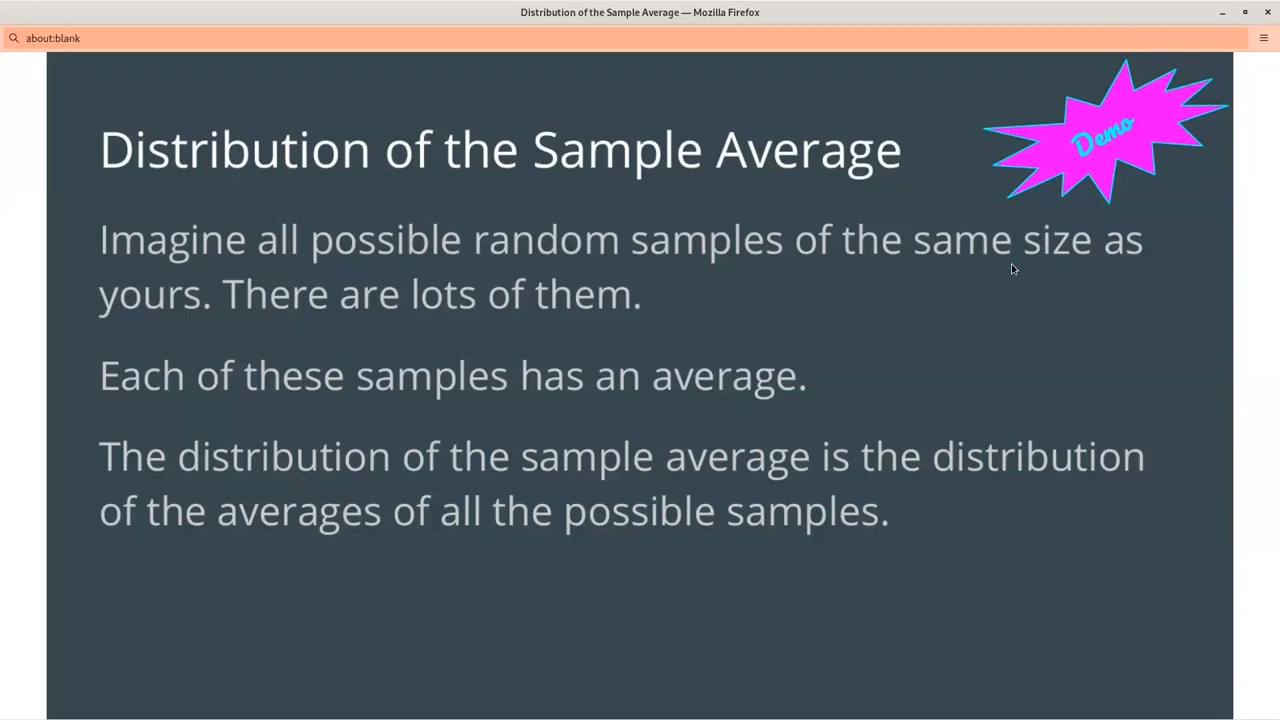 Distribution of the Sample Average — Mozilla Firefox
about:blank
Distribution of the Sample Average
Demo
Imagine all possible random samples of the same size as
yours. There are lots of them.
Each of these samples has an average.
The distribution of the sample average is the distribution
of the averages of all the possible samples.